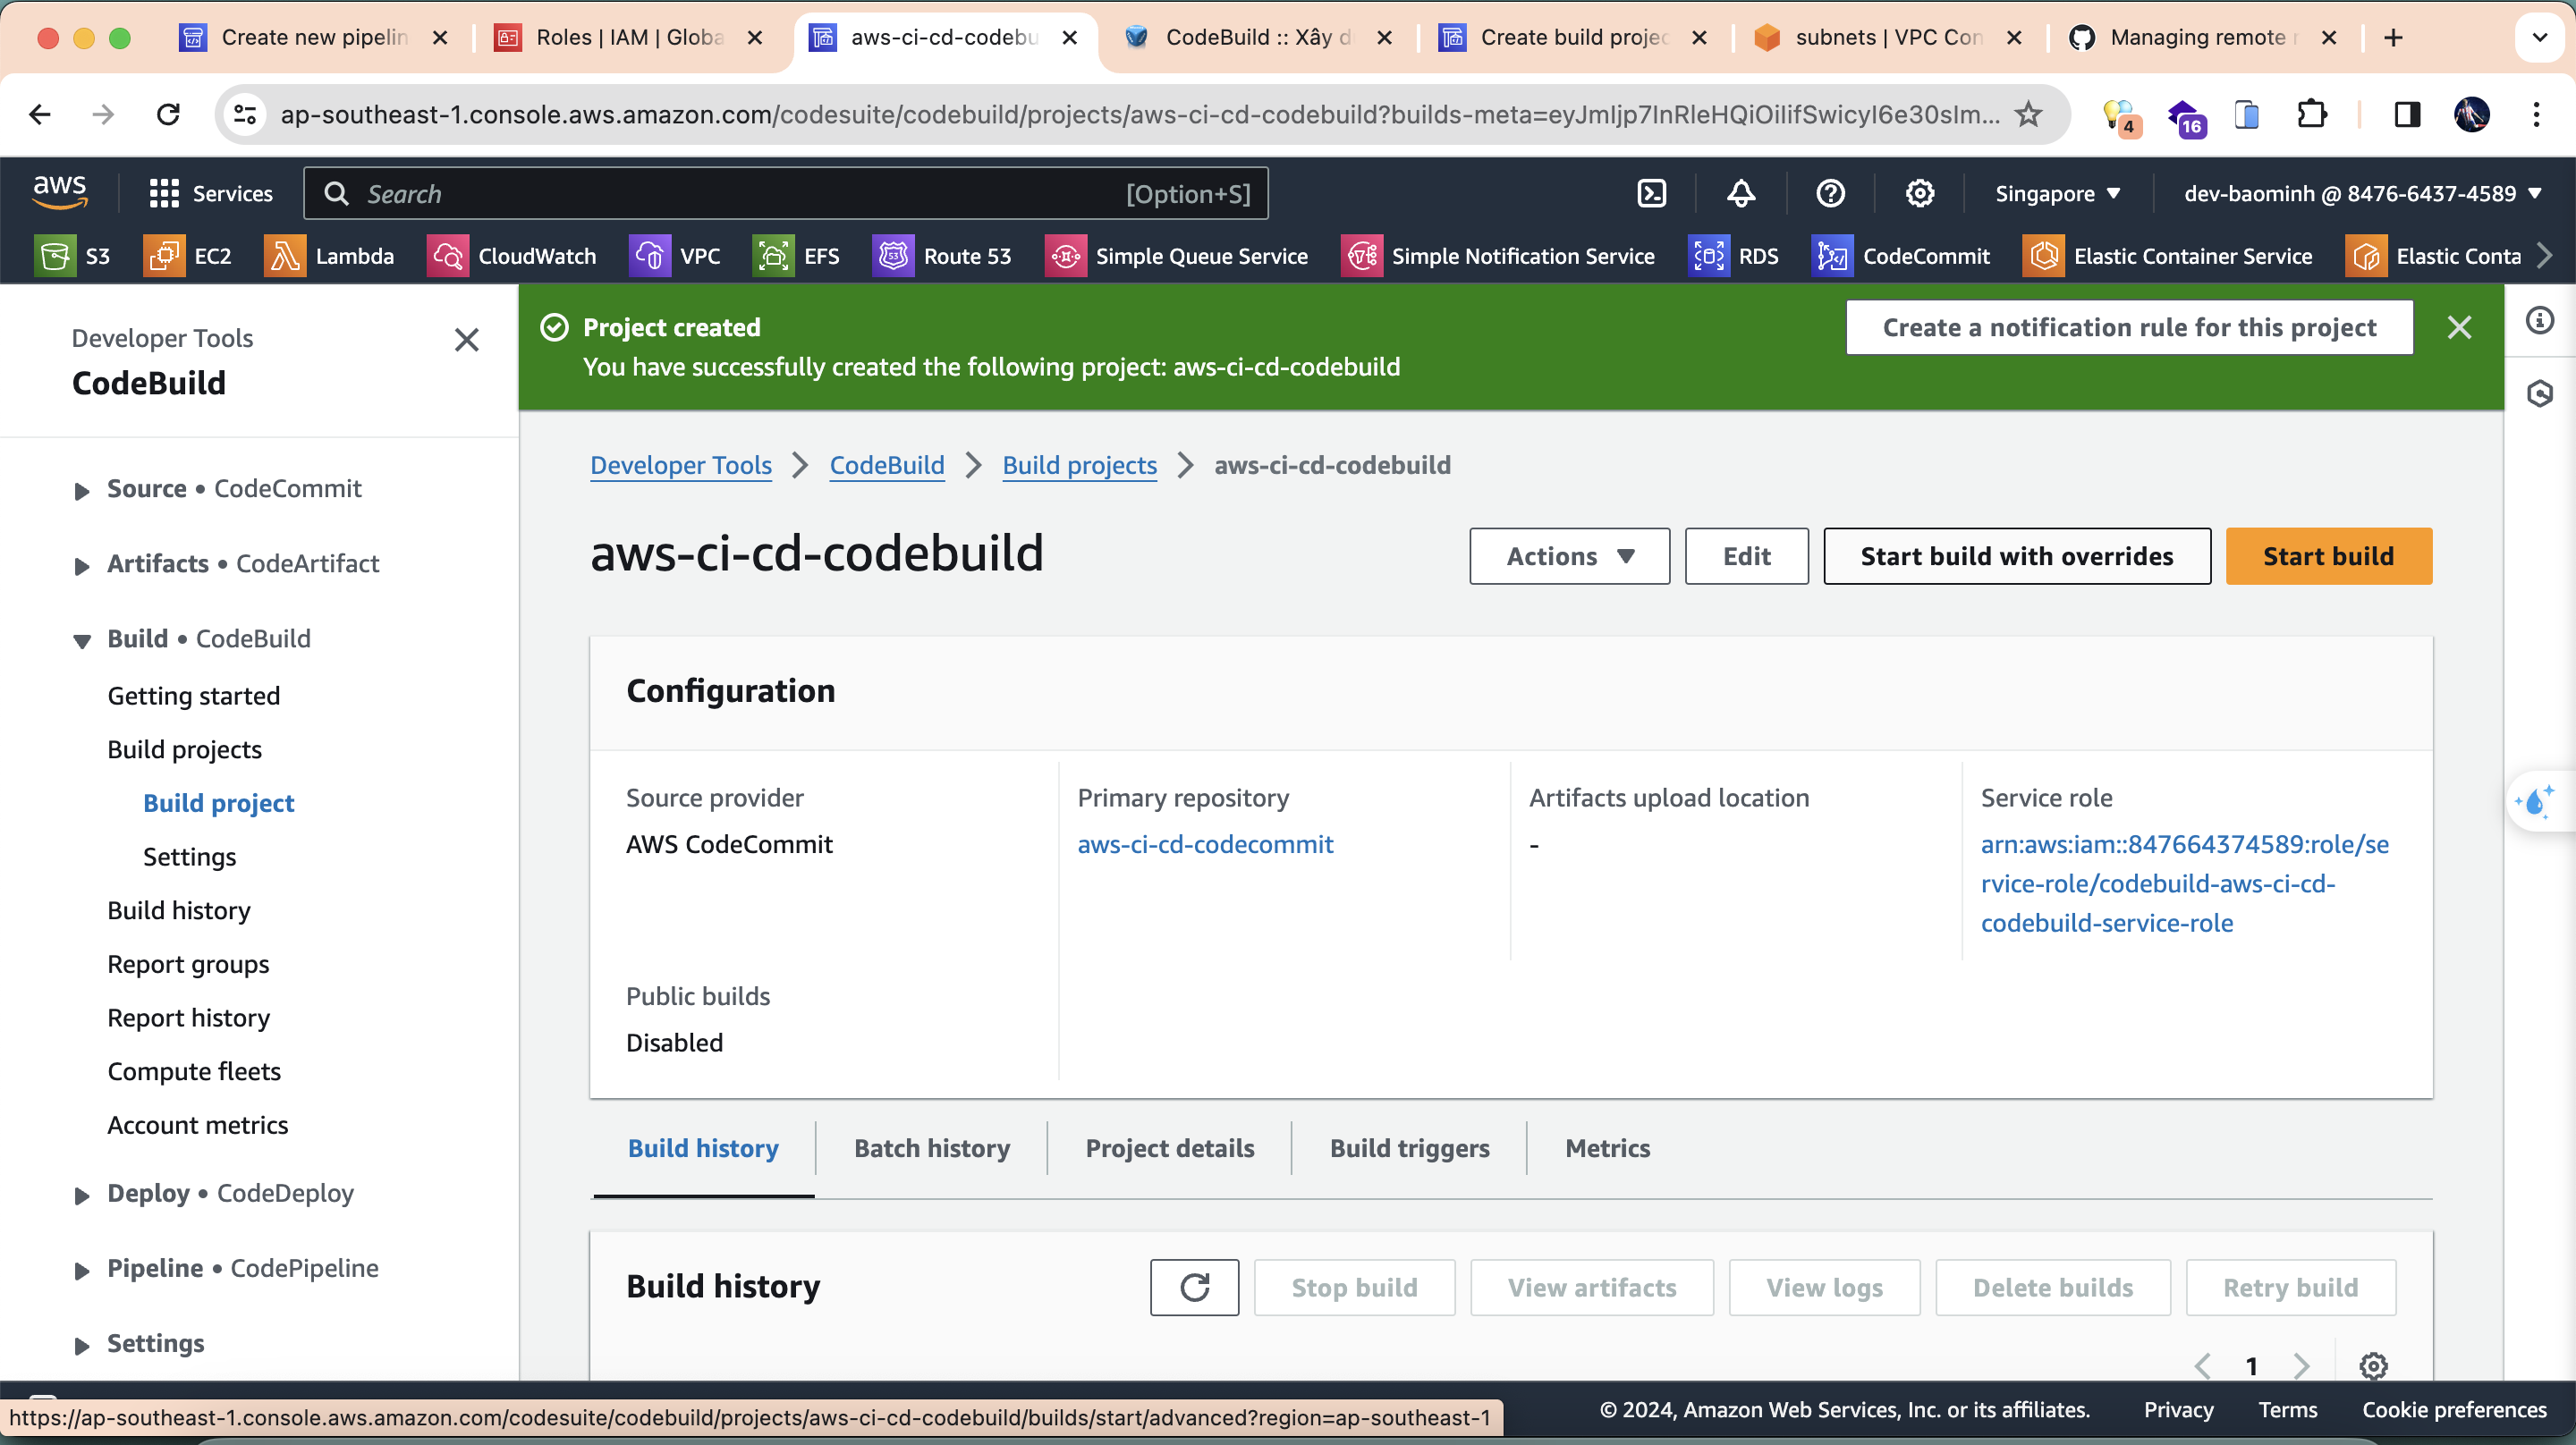 Create new pipelin
Roles | IAM | Globa
aws-ci-cd-codebu
CodeBuild :: Xây d
Create build projec
subnets | VPC Con
Managing remote r
ap-southeast-1.console.aws.amazon.com/codesuite/codebuild/projects/aws-ci-cd-codebuild?builds-meta=eyJmIjp7InRleHQiOiIifSwicyI6e30sIm...
4
16
aws
Services
Search
[Option+S]
Singapore
dev-baominh @ 8476-6437-4589
S3
EC2
Lambda
CloudWatch
VPC
EFS
Route 53
Simple Queue Service
Simple Notification Service
RDS
CodeCommit
Elastic Container Service
Elastic Conta
Developer Tools
CodeBuild
Source • CodeCommit
Artifacts • CodeArtifact
Build • CodeBuild
Getting started
Build projects
Build project
Settings
Build history
Report groups
Report history
Compute fleets
Account metrics
Deploy • CodeDeploy
Pipeline • CodePipeline
Settings
Project created
You have successfully created the following project: aws-ci-cd-codebuild
Create a notification rule for this project
Developer Tools
CodeBuild
Build projects
aws-ci-cd-codebuild
aws-ci-cd-codebuild
Actions
Edit
Start build with overrides
Start build
Configuration
Source provider
AWS CodeCommit
Primary repository
aws-ci-cd-codecommit
Artifacts upload location
-
Service role
arn:aws:iam::847664374589:role/se
rvice-role/codebuild-aws-ci-cd-
codebuild-service-role
Public builds
Disabled
Build history
Batch history
Project details
Build triggers
Metrics
Build history
Stop build
View artifacts
View logs
Delete builds
Retry build
1
https://ap-southeast-1.console.aws.amazon.com/codesuite/codebuild/projects/aws-ci-cd-codebuild/builds/start/advanced?region=ap-southeast-1
© 2024, Amazon Web Services, Inc. or its affiliates.
Privacy
Terms
Cookie preferences